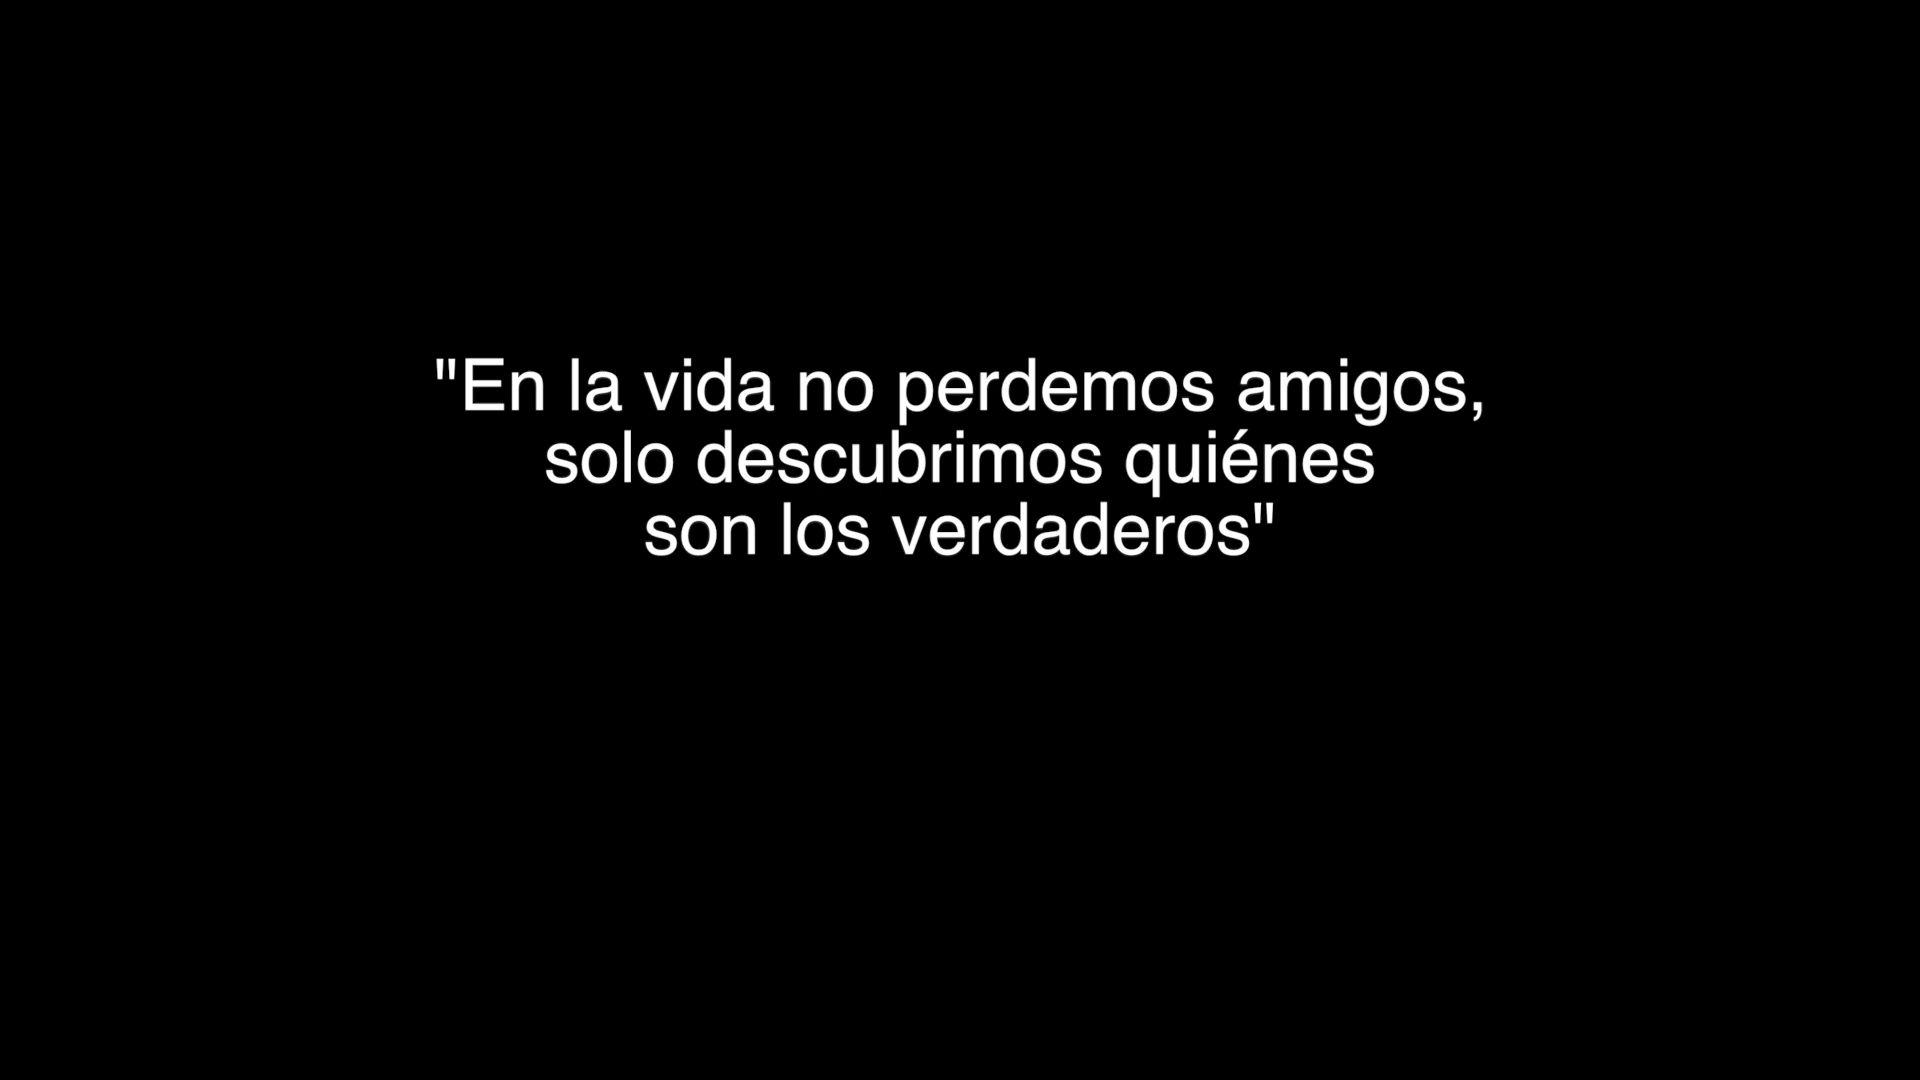 "En la vida no perdemos amigos,
solo descubrimos quiénes
son los verdaderos"